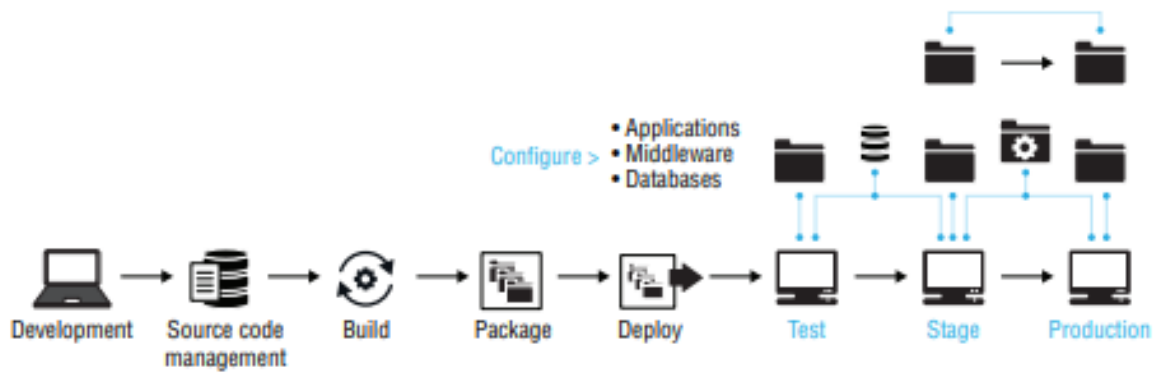 Configure >
• Applications
• Middleware
• Databases
Development
Source code
management
Build
Package
Deploy
Test
Stage
Production